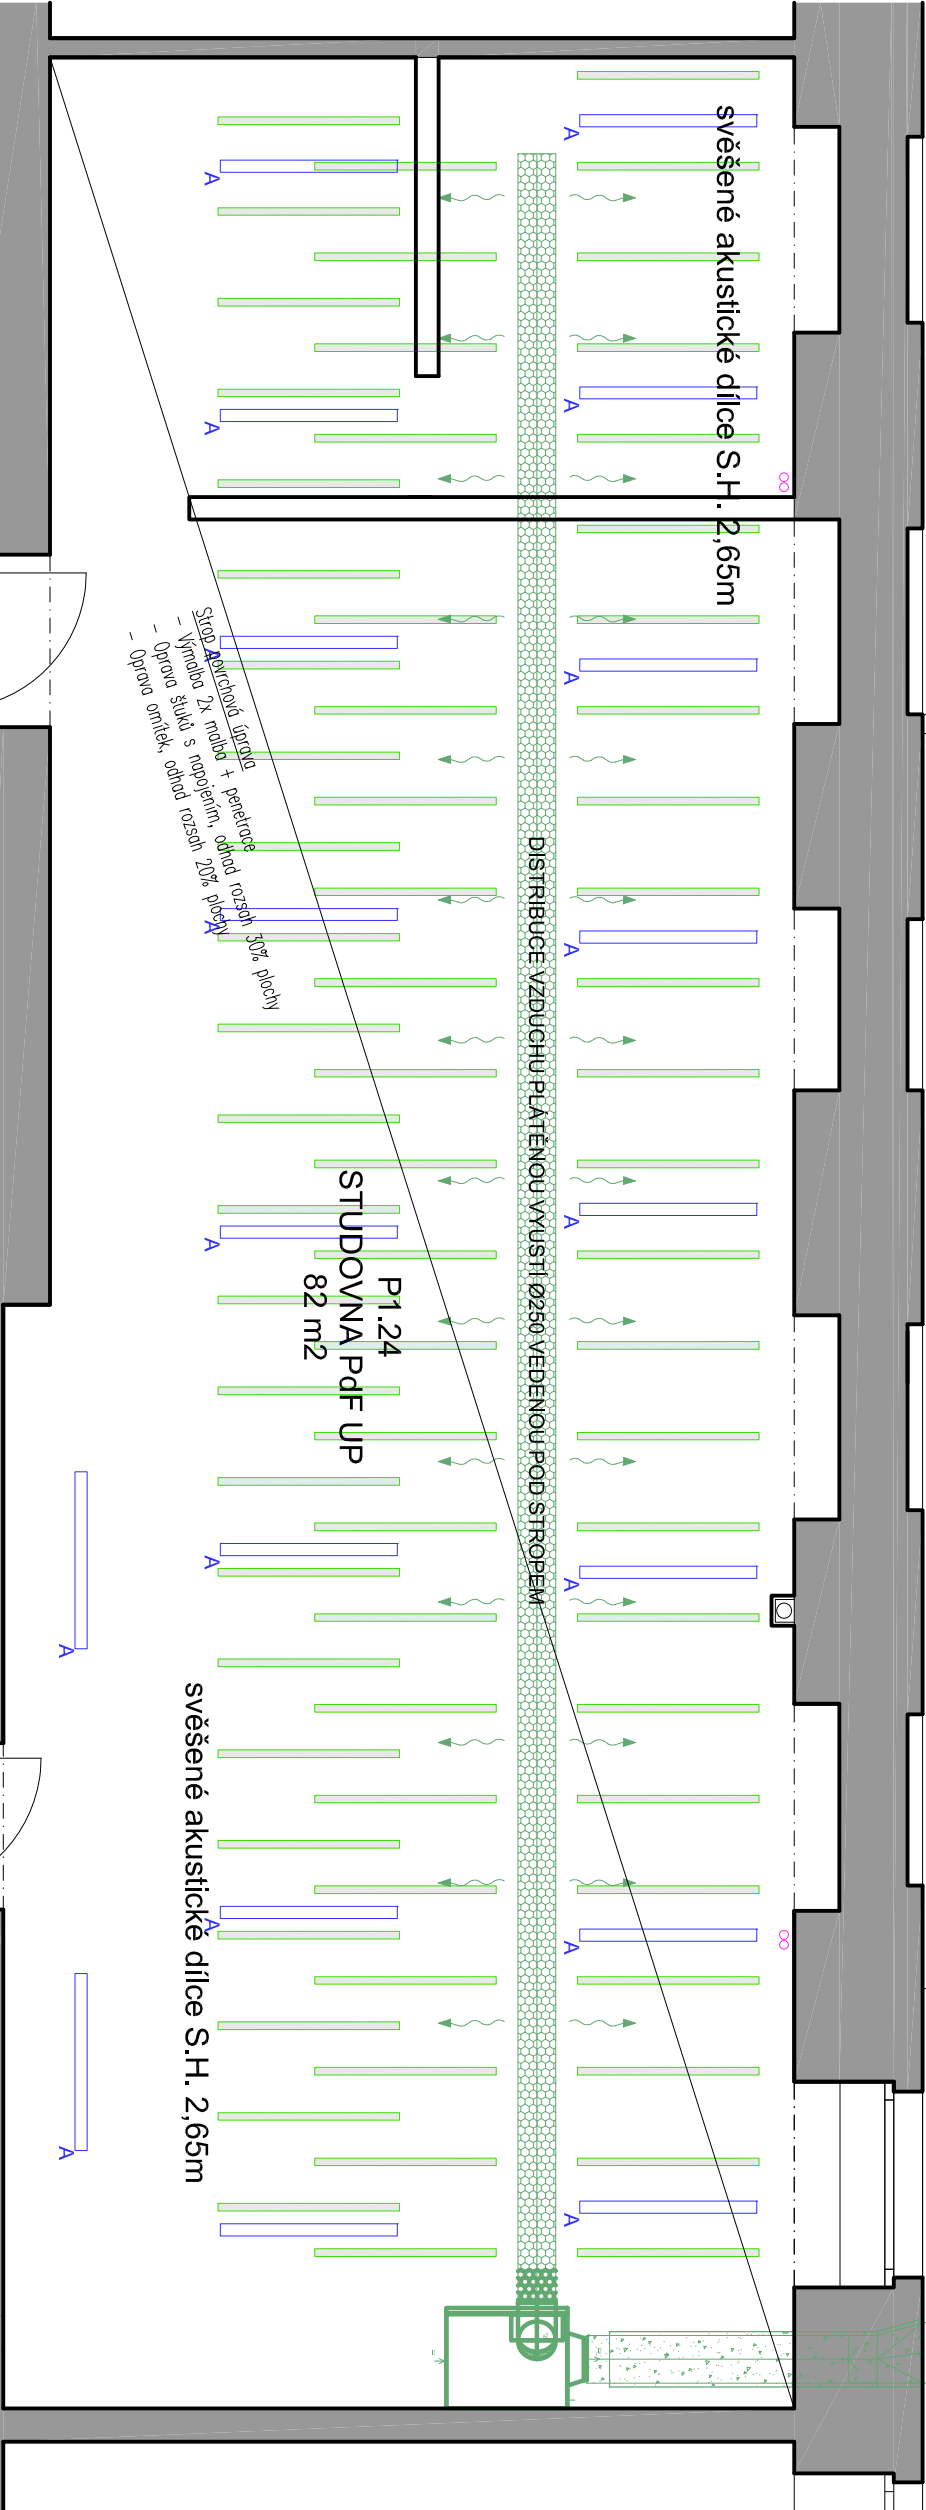 svěšené akustické dílce S.H. 2,65m
A
A
A
A
A
A
A
A
DISTRIBUCE VZDUCHU PLÁTĚNOU VYUSTÍ Ø250 VEDENOU POD STROPEM
P1.24
STUDOVNA PdF UP
82 m2
Strop povrchová úprava
- Výmalba 2x malba + penetrace
- Oprava štuků s napojením, odhad rozsah 30% plochy
- Oprava omítek, odhad rozsah 20% plochy
A
A
A
A
A
A
A
svěšené akustické dílce S.H. 2,65m
A
A